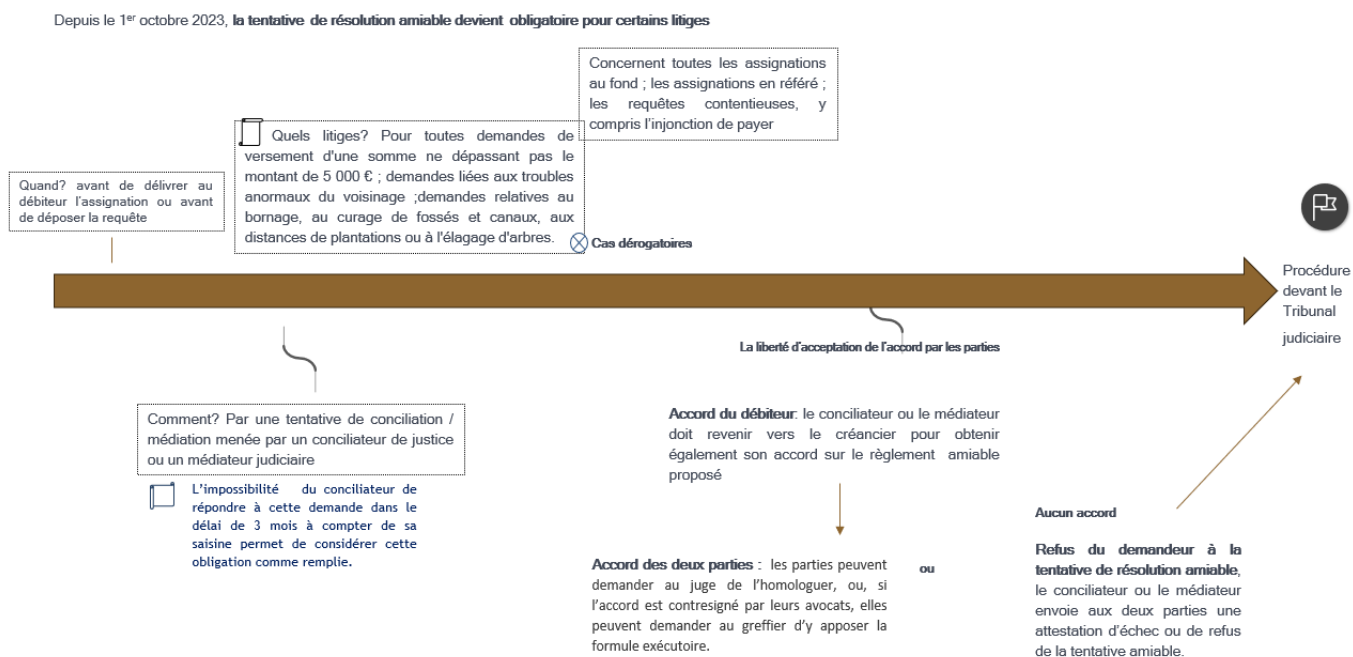 Depuis le 1er octobre 2023, la tentative de résolution amiable devient obligatoire pour certains litiges
Concernent toutes les assignations
au fond ; les assignations en référé ;
les requêtes contentieuses, y
compris l'injonction de payer
Quels litiges? Pour toutes demandes de
versement d'une somme ne dépassant pas le
montant de 5 000 € ; demandes liées aux troubles
anormaux du voisinage ;demandes relatives au
bornage, au curage de fossés et canaux, aux
distances de plantations ou à l'élagage d'arbres.
Quand? avant de délivrer au
débiteur l'assignation ou avant
de déposer la requête
Cas dérogatoires
Procédure
devant le
Tribunal
judiciaire
La liberté d'acceptation de l'accord par les parties
Comment? Par une tentative de conciliation /
médiation menée par un conciliateur de justice
ou un médiateur judiciaire
L'impossibilité du conciliateur de
répondre à cette demande dans le
délai de 3 mois à compter de sa
saisine permet de considérer cette
obligation comme remplie.
Accord du débiteur: le conciliateur ou le médiateur
doit revenir vers le créancier pour obtenir
également son accord sur le règlement amiable
proposé
Accord des deux parties : les parties peuvent
demander au juge de l'homologuer, ou, si
l'accord est contresigné par leurs avocats, elles
peuvent demander au greffier d'y apposer la
formule exécutoire.
ou
Aucun accord
Refus du demandeur à la
tentative de résolution amiable,
le conciliateur ou le médiateur
envoie aux deux parties une
attestation d'échec ou de refus
de la tentative amiable.